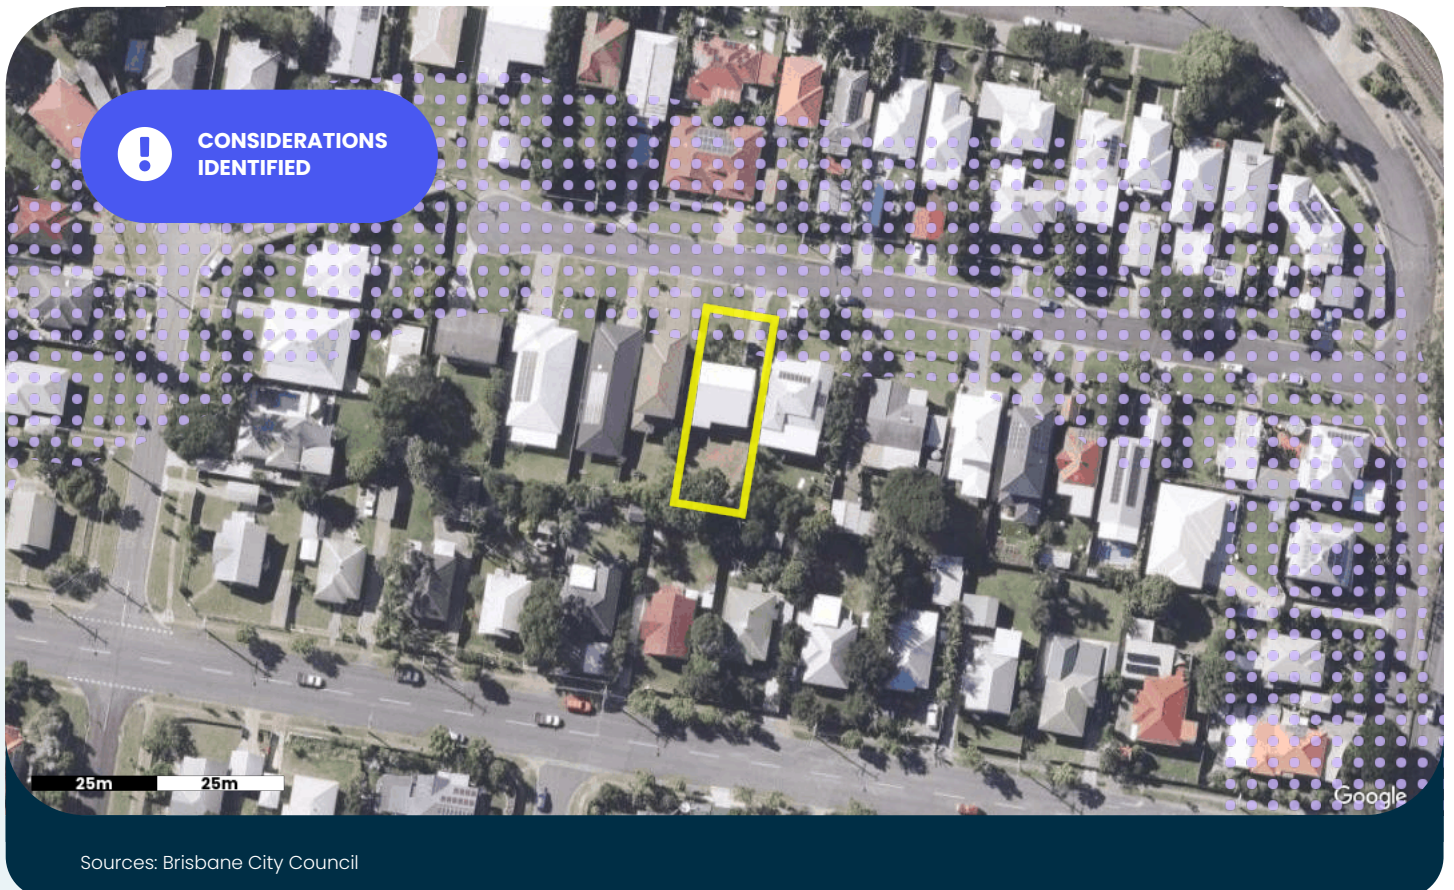 CONSIDERATIONS
IDENTIFIED
25m 25m
Google
Sources: Brisbane City Council